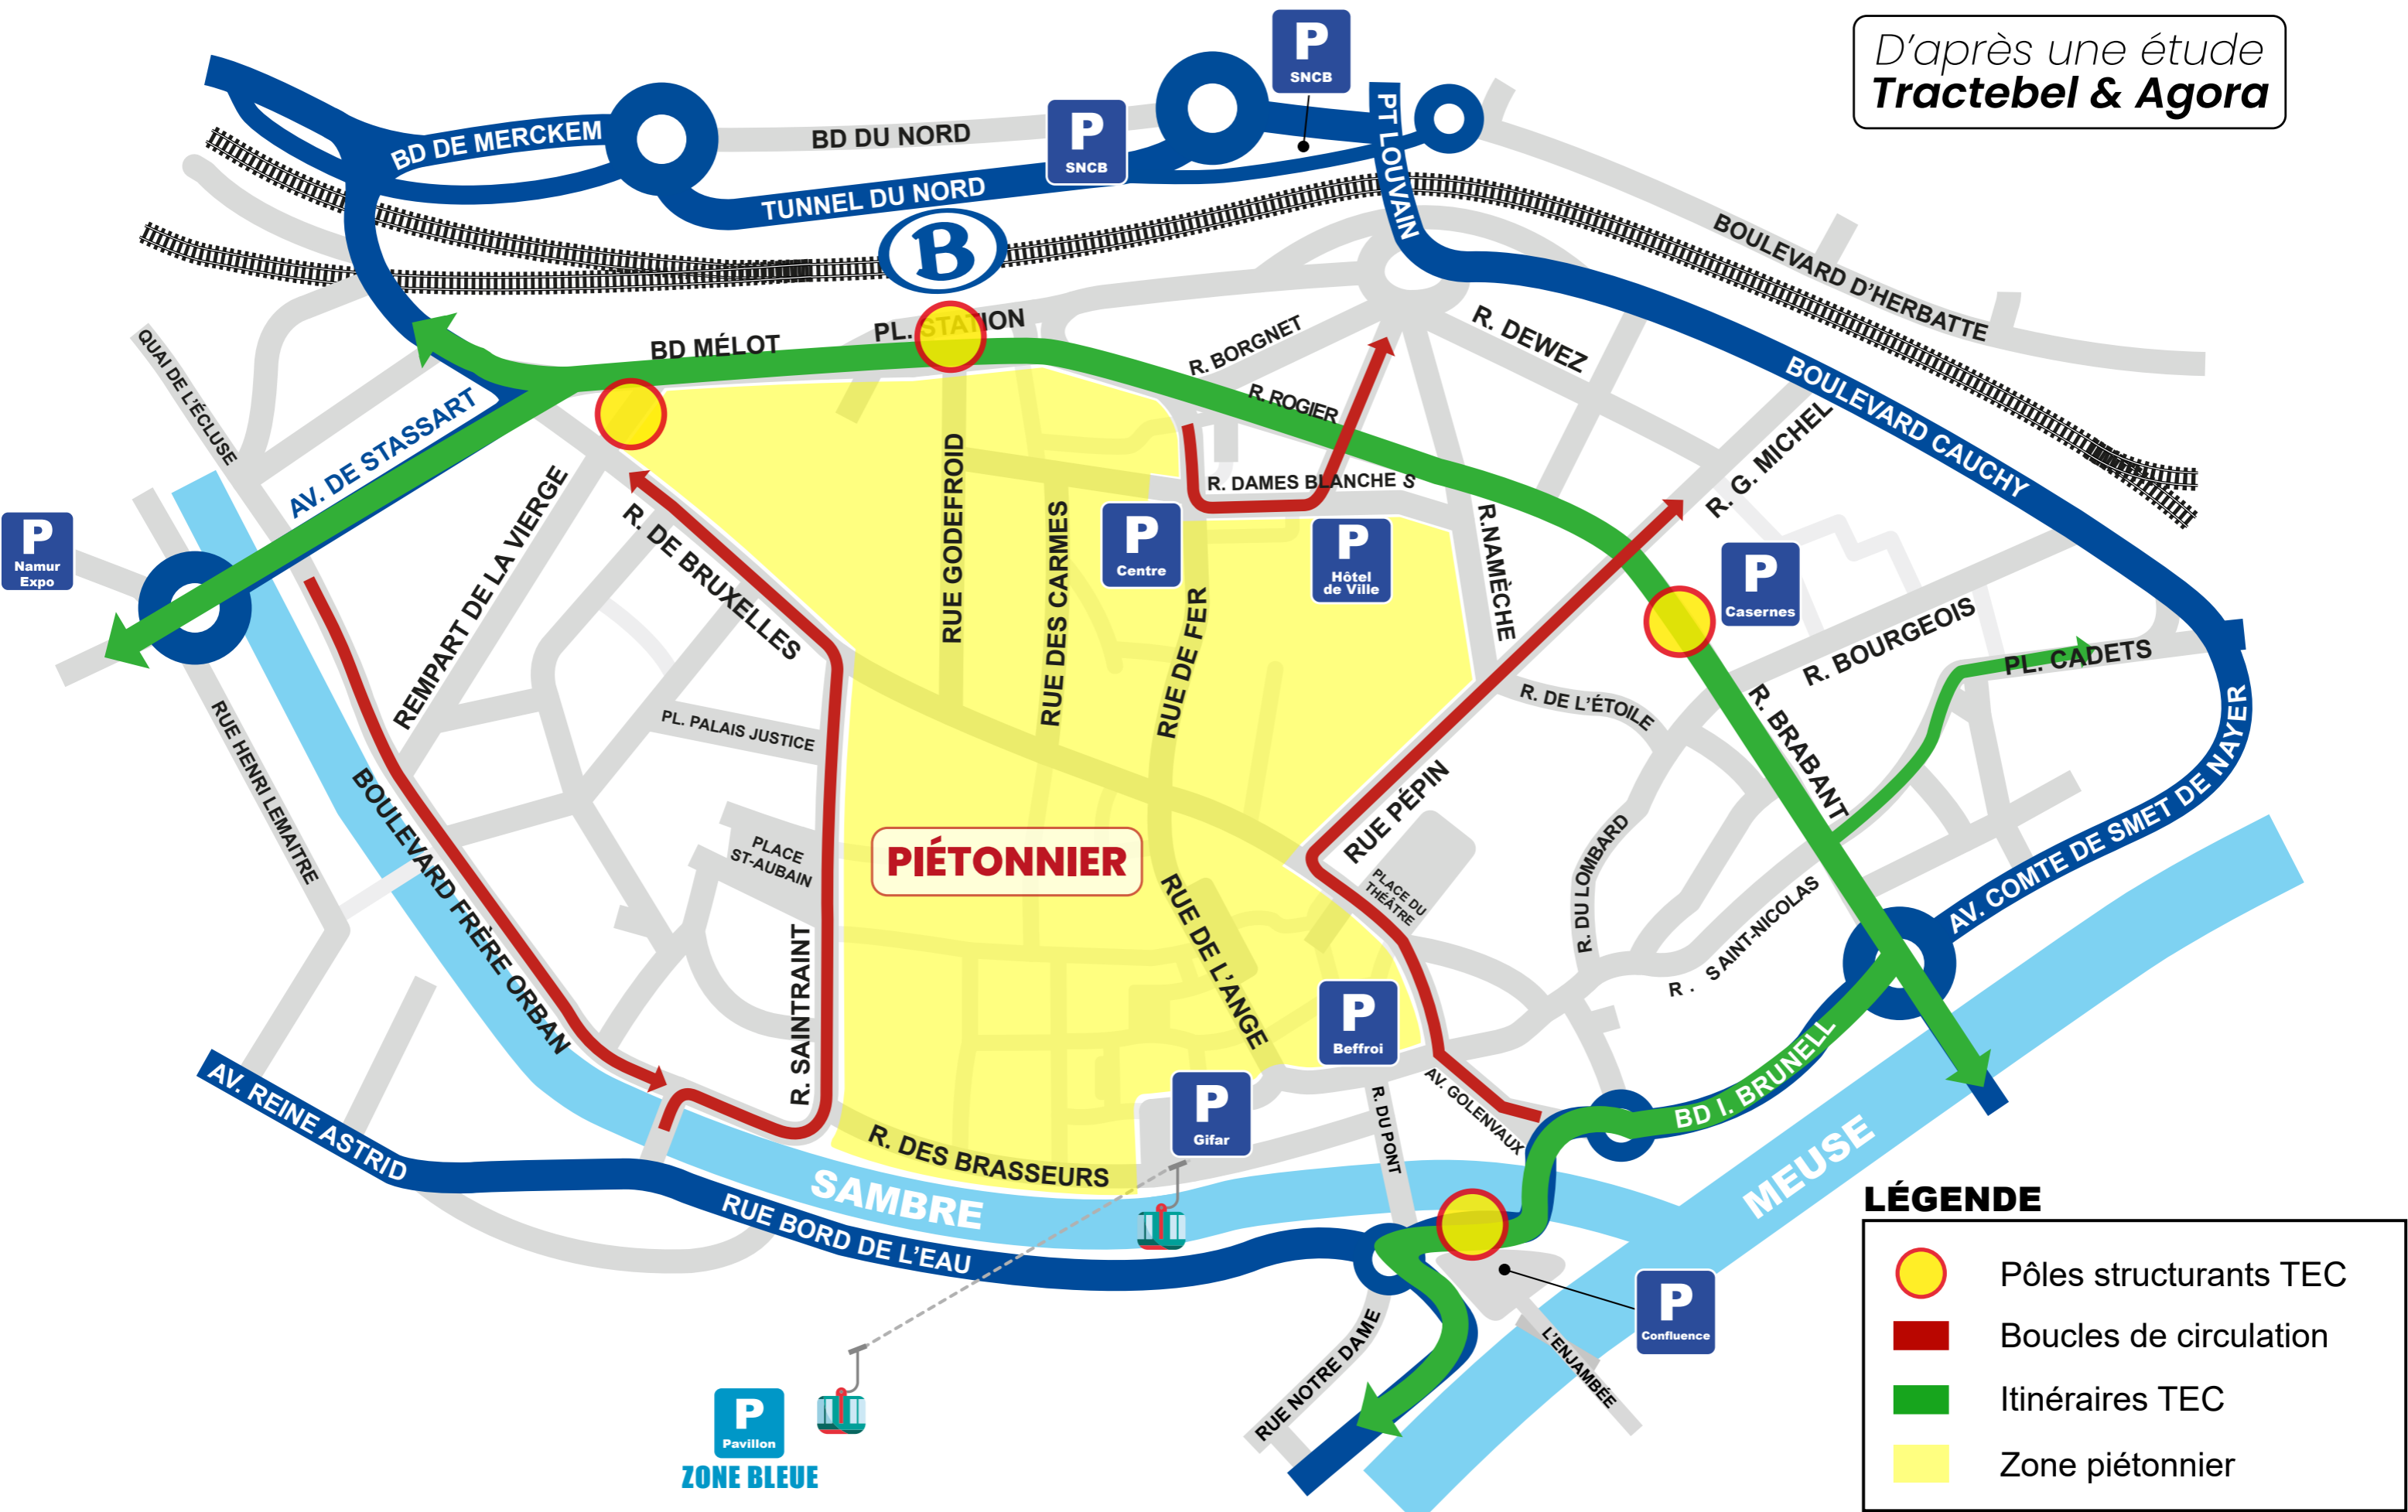 P
SNCB
D'après une étude
Tractebel & Agora
BD DE MERCKEM
BD DU NORD
P
SNCB
PT LOUVAIN
TUNNEL DU NORD
B
BOULEVARD D'HERBATTE
QUAI DE L'ÉCLUSE
BD MÉLOT
PL. STATION
R. BORGNET
R. DEWEZ
R. ROGIER
BOULEVARD CAUCHY
AV. DE STASSART
R. G. MICHEL
R. DAMES BLANCHE S
P
Namur
Expo
REMPART DE LA VIERGE
R. DE BRUXELLES
RUE GODEFROID
RUE DES CARMES
P
Centre
RUE DE FER
P
Hôtel
de Ville
R.NAMÈCHE
P
Casernes
R. BOURGEOIS
PL. CADETS
R. DE L'ÉTOILE
R. BRABANT
RUE HENRI LEMAITRE
PL. PALAIS JUSTICE
BOULEVARD FRÈRE ORBAN
PLACE
ST-AUBAIN
PIÉTONNIER
RUE PÉPIN
PLACE DU
THÉÂTRE
R. DU LOMBARD
R. SAINT-NICOLAS
AV. COMTE DE SMET DE NAYER
R. SAINTRAINT
RUE DE L'ANGE
P
Beffroi
AV. REINE ASTRID
R. DES BRASSEURS
P
Gifar
R. DU PONT
AV. GOLENVAUX
BD I. BRUNELL
SAMBRE
MEUSE
RUE BORD DE L'EAU
P
Confluence
RUE NOTRE DAME
L'ENJAMBÉE
P
Pavillon
ZONE BLEUE
LÉGENDE
Pôles structurants TEC
Boucles de circulation
Itinéraires TEC
Zone piétonnier